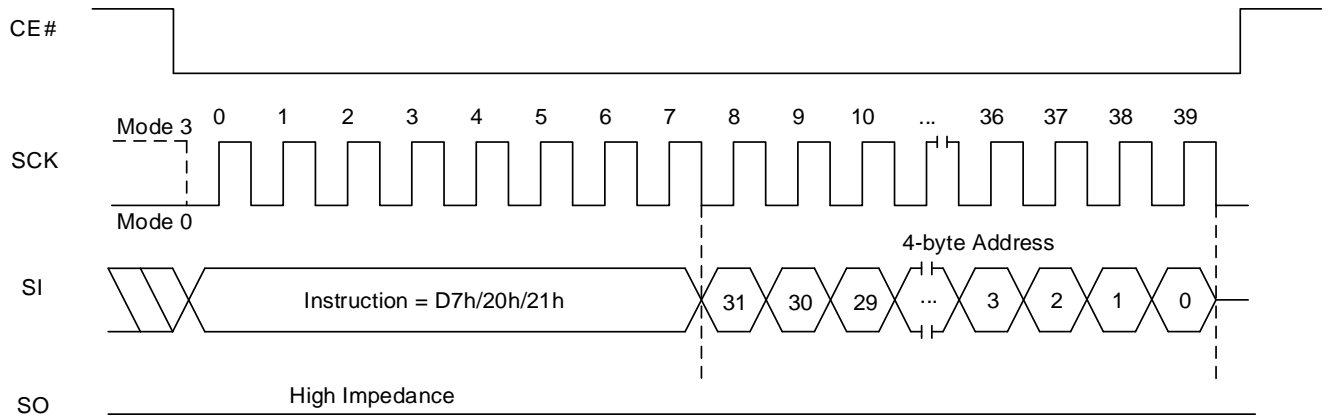 CE#
0 1 2 3 4 5 6 7 8 9 10 ... 36 37 38 39
Mode 3
SCK
Mode 0
4-byte Address
SI
Instruction = D7h/20h/21h 31 30 29 ... 3 2 1 0
High Impedance
SO